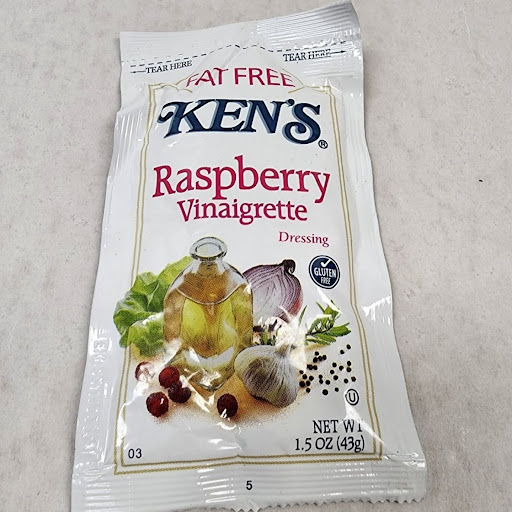 TEAR HERE TEAR HERE
FAT FREE
KEN'S®
Raspberry
Vinaigrette
Dressing
GLUTEN
FREE
U
NET WT
1.5 OZ (43g)
03
5